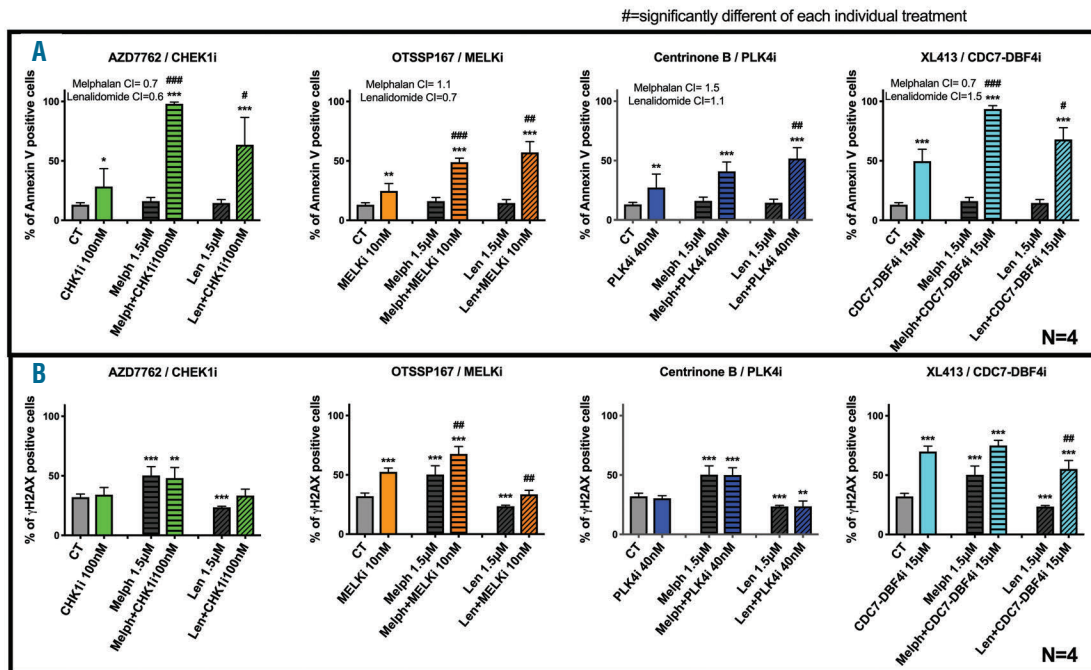 #=significantly different of each individual treatment
A
AZD7762 / CHEK1i
Melphalan CI= 0.7
Lenalidomide CI=0.6
% of Annexin V positive cells
100
50
0
*
###
***
#
***
CT
CHK1i 100nM
Melph 1.5µM
Melph+CHK1i100nM
Len 1.5µM
Len+CHK1i100nM
OTSSP167 / MELKi
Melphalan CI= 1.1
Lenalidomide CI=0.7
% of Annexin V positive cells
100
50
0
**
###
***
##
***
CT
MELKi 10nM
Melph 1.5µM
Melph+MELKi 10nM
Len 1.5µM
Len+MELKi 10nM
Centrinone B / PLK4i
Melphalan CI= 1.5
Lenalidomide CI=1.1
% of Annexin V positive cells
100
50
0
**
***
##
***
CT
PLK4i 40nM
Melph 1.5µM
Melph+PLK4i 40nM
Len 1.5µM
Len+PLK4i 40nM
XL413 / CDC7-DBF4i
Melphalan CI= 0.7
Lenalidomide CI=1.5
% of Annexin V positive cells
100
50
0
***
###
***
#
***
CT
CDC7-DBF4i 15µM
Melph 1.5µM
Melph+CDC7-DBF4i 15µM
Len 1.5µM
Len+CDC7-DBF4i 15µM
N=4
B
AZD7762 / CHEK1i
% of γH2AX positive cells
100
50
0
***
**
***
CT
CHK1i 100nM
Melph 1.5µM
Melph+CHK1i100nM
Len 1.5µM
Len+CHK1i100nM
OTSSP167 / MELKi
% of γH2AX positive cells
100
50
0
***
***
##
***
***
##
CT
MELKi 10nM
Melph 1.5µM
Melph+MELKi 10nM
Len 1.5µM
Len+MELKi 10nM
Centrinone B / PLK4i
% of γH2AX positive cells
100
50
0
***
***
***
**
CT
PLK4i 40nM
Melph 1.5µM
Melph+PLK4i 40nM
Len 1.5µM
Len+PLK4i 40nM
XL413 / CDC7-DBF4i
% of γH2AX positive cells
100
50
0
***
***
***
***
##
***
CT
CDC7-DBF4i 15µM
Melph 1.5µM
Melph+CDC7-DBF4i 15µM
Len 1.5µM
Len+CDC7-DBF4i 15µM
N=4